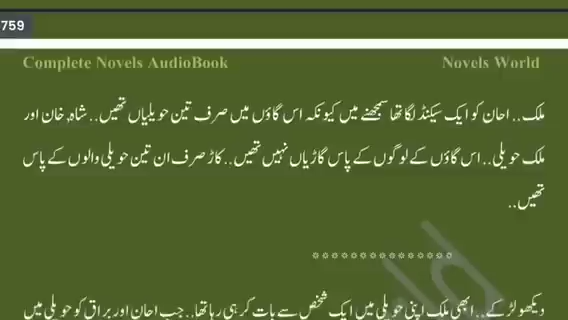 759
Complete Novels AudioBook
Novels World
ملک.. احان کو ایک سیکنڈ لگا تھا سمجھنے میں کیونکہ اس گاؤں میں صرف تین حویلیاں تھیں.. شاہ, خان اور
ملک حویلی.. اس گاؤں کے لوگوں کے پاس گاڑیاں نہیں تھیں.. کاڑ صرف ان تین حویلی والوں کے پاس
تھیں..
دیکھو لڑکے.. ابھی ملک اپنی حویلی میں ایک شخص سے بات کر ہی رہا تھا.. جب احان اور براق کو حویلی میں